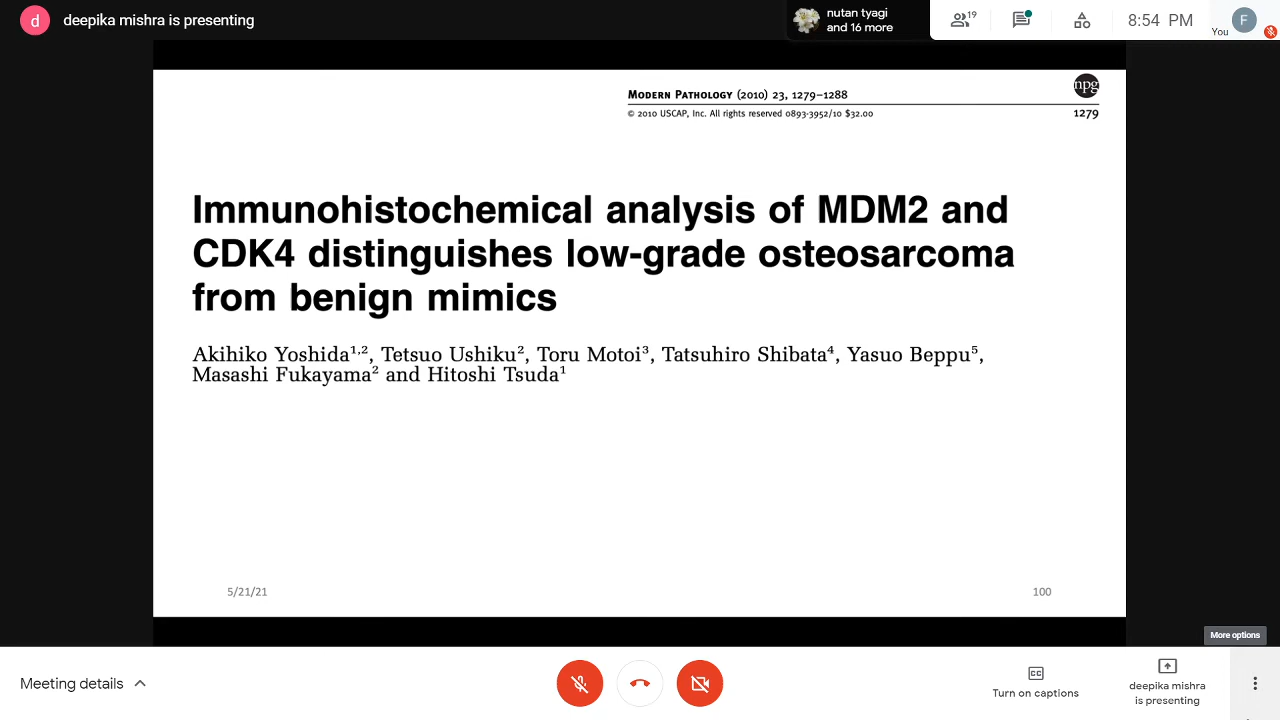 d
deepika mishra is presenting
nutan tyagi
and 16 more
19
8:54 PM
You
F
npg
MODERN PATHOLOGY (2010) 23, 1279–1288
© 2010 USCAP, Inc. All rights reserved 0893-3952/10 $32.00
1279
Immunohistochemical analysis of MDM2 and
CDK4 distinguishes low-grade osteosarcoma
from benign mimics
Akihiko Yoshida¹,², Tetsuo Ushiku², Toru Motoi³, Tatsuhiro Shibata⁴, Yasuo Beppu⁵,
Masashi Fukayama² and Hitoshi Tsuda¹
5/21/21
100
More options
Meeting details
CC
Turn on captions
deepika mishra
is presenting